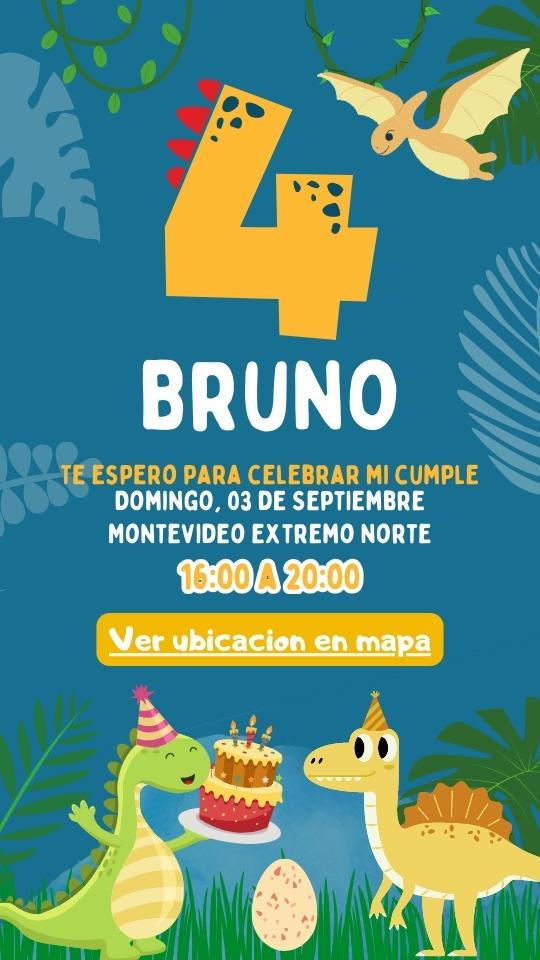 4
BRUNO
TE ESPERO PARA CELEBRAR MI CUMPLE
DOMINGO, 03 DE SEPTIEMBRE
MONTEVIDEO EXTREMO NORTE
16:00 A 20:00
Ver ubicacion en mapa